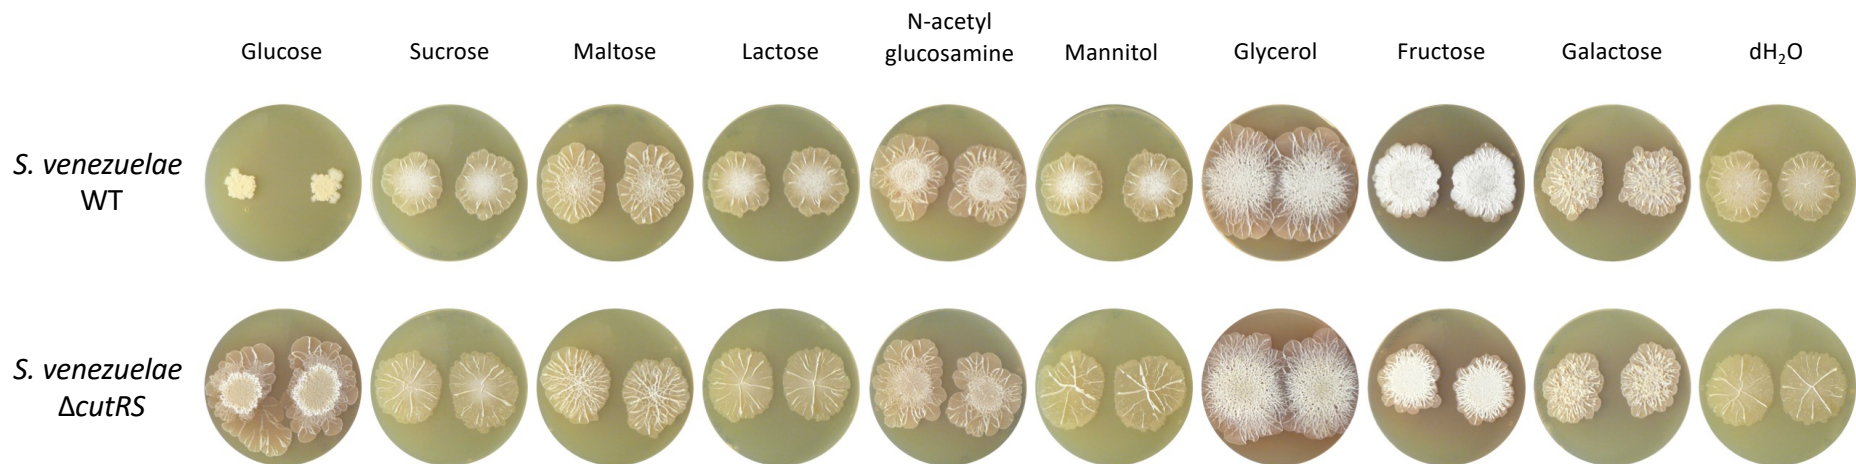 N-acetyl
Glucose Sucrose Maltose Lactose glucosamine Mannitol Glycerol Fructose Galactose dH₂O
S. venezuelae
WT
S. venezuelae
ΔcutRS